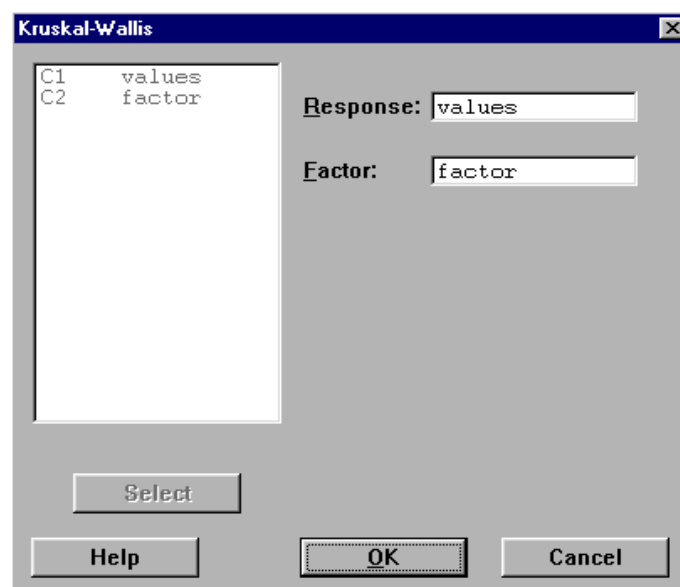 Kruskal-Wallis
C1 values
C2 factor
Response: values
Factor: factor
Select
Help OK Cancel